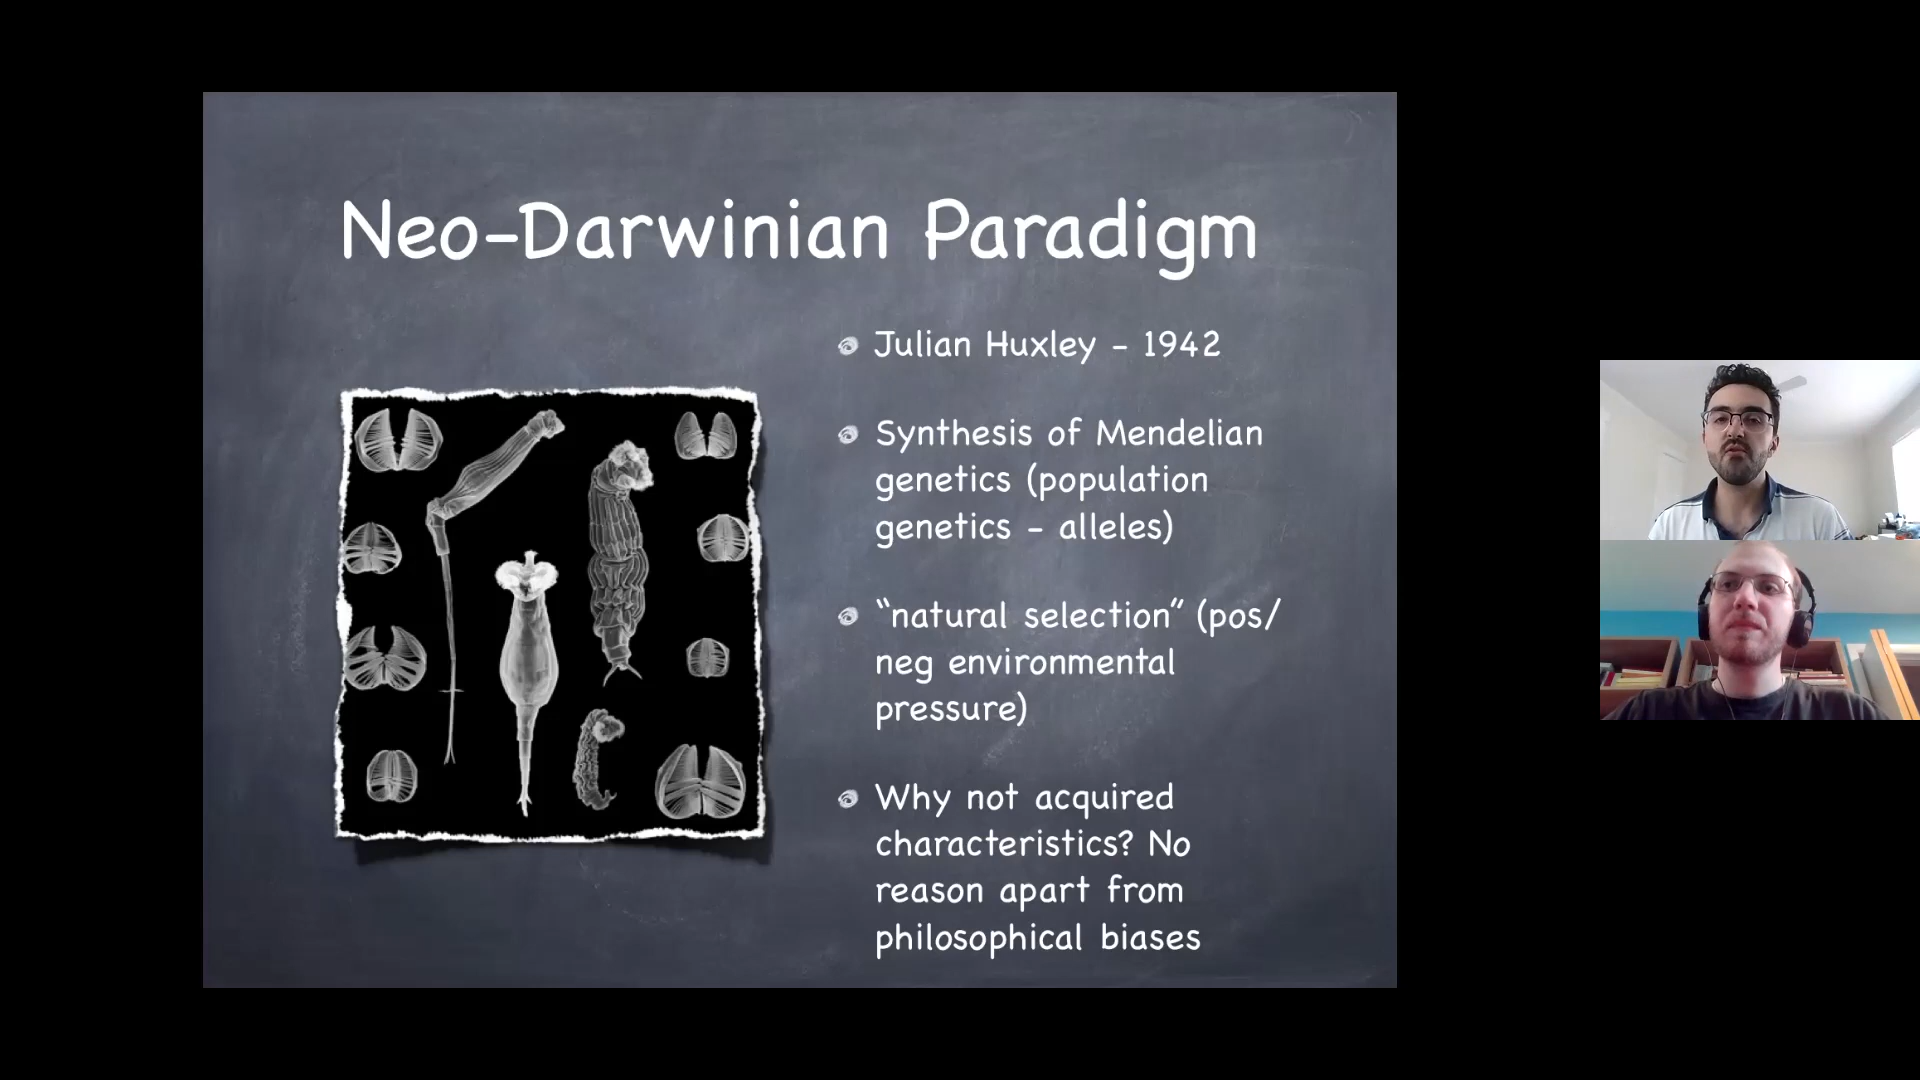 Neo-Darwinian Paradigm
Julian Huxley - 1942
Synthesis of Mendelian
genetics (population
genetics - alleles)
“natural selection” (pos/
neg environmental
pressure)
Why not acquired
characteristics? No
reason apart from
philosophical biases